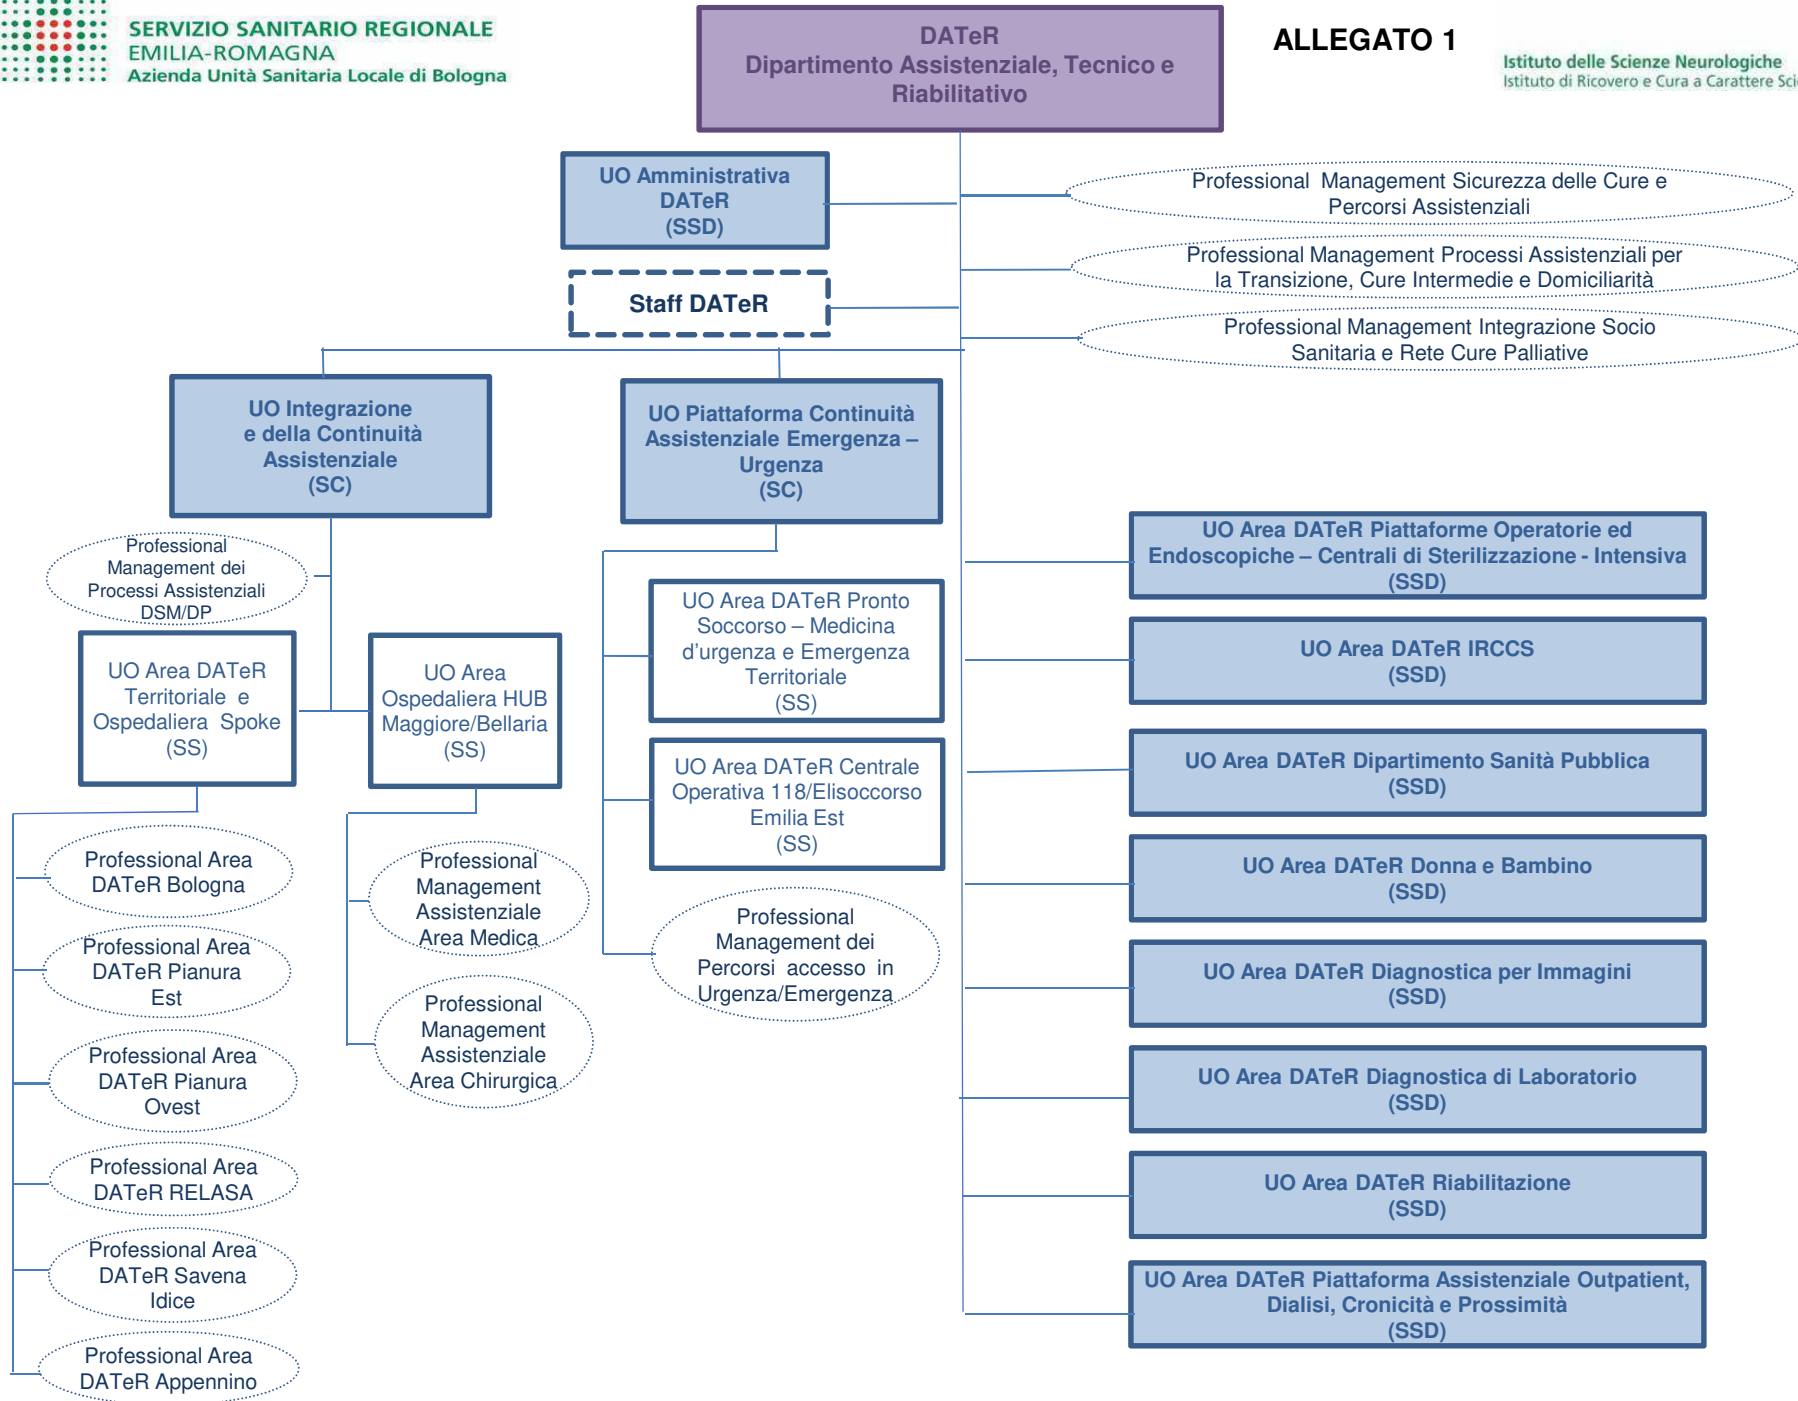 SERVIZIO SANITARIO REGIONALE
EMILIA-ROMAGNA
Azienda Unità Sanitaria Locale di Bologna
DATeR
Dipartimento Assistenziale, Tecnico e
Riabilitativo
ALLEGATO 1
Istituto delle Scienze Neurologiche
Istituto di Ricovero e Cura a Carattere
UO Amministrativa
DATeR
(SSD)
Professional Management Sicurezza delle Cure e
Percorsi Assistenziali
Professional Management Processi Assistenziali per
la Transizione, Cure Intermedie e Domiciliarità
Staff DATeR
Professional Management Integrazione Socio
Sanitaria e Rete Cure Palliative
UO Integrazione
e della Continuità
Assistenziale
(SC)
UO Piattaforma Continuità
Assistenziale Emergenza –
Urgenza
(SC)
Professional
Management dei
Processi Assistenziali
DSM/DP
UO Area DATeR
Territoriale e
Ospedaliera Spoke
(SS)
UO Area
Ospedaliera HUB
Maggiore/Bellaria
(SS)
Professional Area
DATeR Bologna
Professional Area
DATeR Pianura
Est
Professional Area
DATeR Pianura
Ovest
Professional Area
DATeR RELASA
Professional Area
DATeR Savena
Idice
Professional Area
DATeR Appennino
Professional
Management
Assistenziale
Area Medica
Professional
Management
Assistenziale
Area Chirurgica
UO Area DATeR Pronto
Soccorso – Medicina
d'urgenza e Emergenza
Territoriale
(SS)
UO Area DATeR Centrale
Operativa 118/Elisoccorso
Emilia Est
(SS)
Professional
Management dei
Percorsi accesso in
Urgenza/Emergenza
UO Area DATeR Piattaforme Operatorie ed
Endoscopiche – Centrali di Sterilizzazione - Intensiva
(SSD)
UO Area DATeR IRCCS
(SSD)
UO Area DATeR Dipartimento Sanità Pubblica
(SSD)
UO Area DATeR Donna e Bambino
(SSD)
UO Area DATeR Diagnostica per Immagini
(SSD)
UO Area DATeR Diagnostica di Laboratorio
(SSD)
UO Area DATeR Riabilitazione
(SSD)
UO Area DATeR Piattaforma Assistenziale Outpatient,
Dialisi, Cronicità e Prossimità
(SSD)